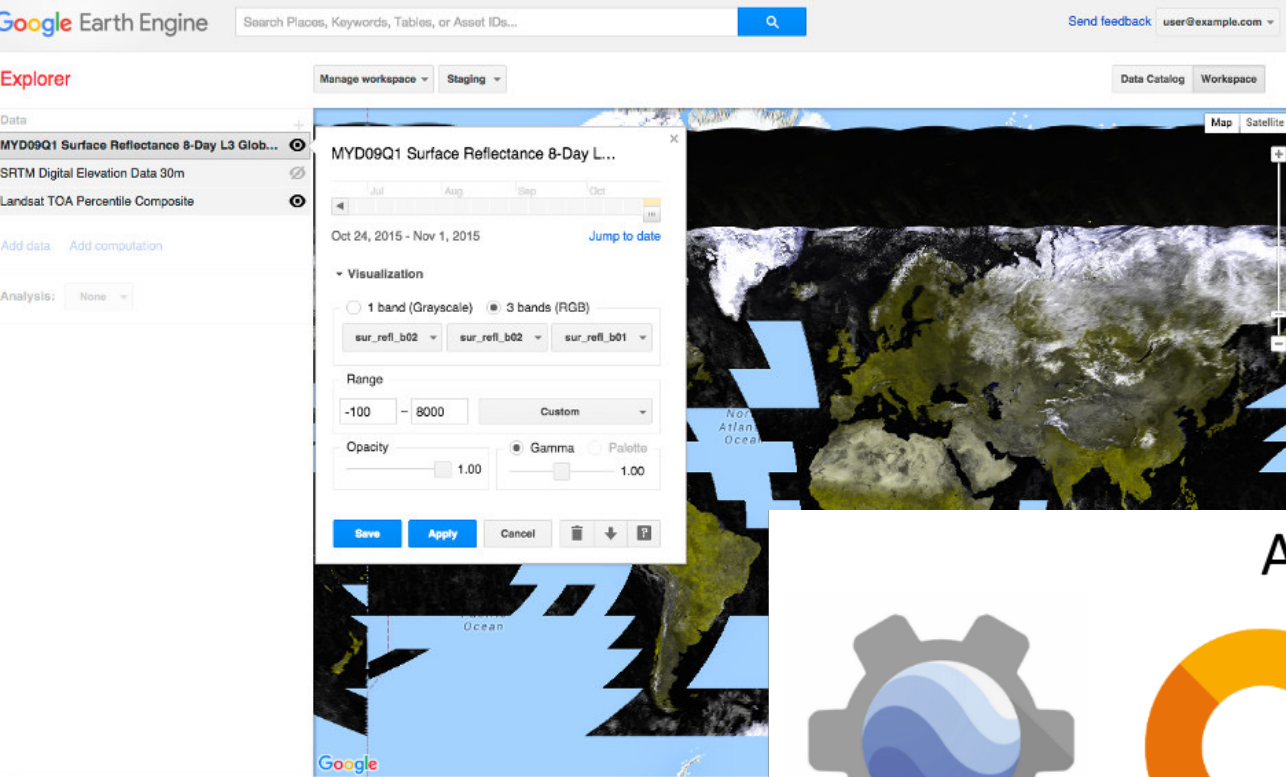 Google Earth Engine
Search Places, Keywords, Tables, or Asset IDs...
Send feedback
user@example.com
Explorer
Manage workspace
Staging
Data Catalog
Workspace
Data
MYD09Q1 Surface Reflectance 8-Day L3 Glob...
SRTM Digital Elevation Data 30m
Landsat TOA Percentile Composite
Add data
Add computation
Analysis:
None
MYD09Q1 Surface Reflectance 8-Day L...
Jul
Aug
Sep
Oct
Oct 24, 2015 - Nov 1, 2015
Jump to date
Visualization
1 band (Grayscale)
3 bands (RGB)
sur_refl_b02
sur_refl_b02
sur_refl_b01
Range
-100 – 8000
Custom
Opacity
1.00
Gamma
Palette
1.00
Save
Apply
Cancel
?
Map
Satellite
Ocean
Google
A